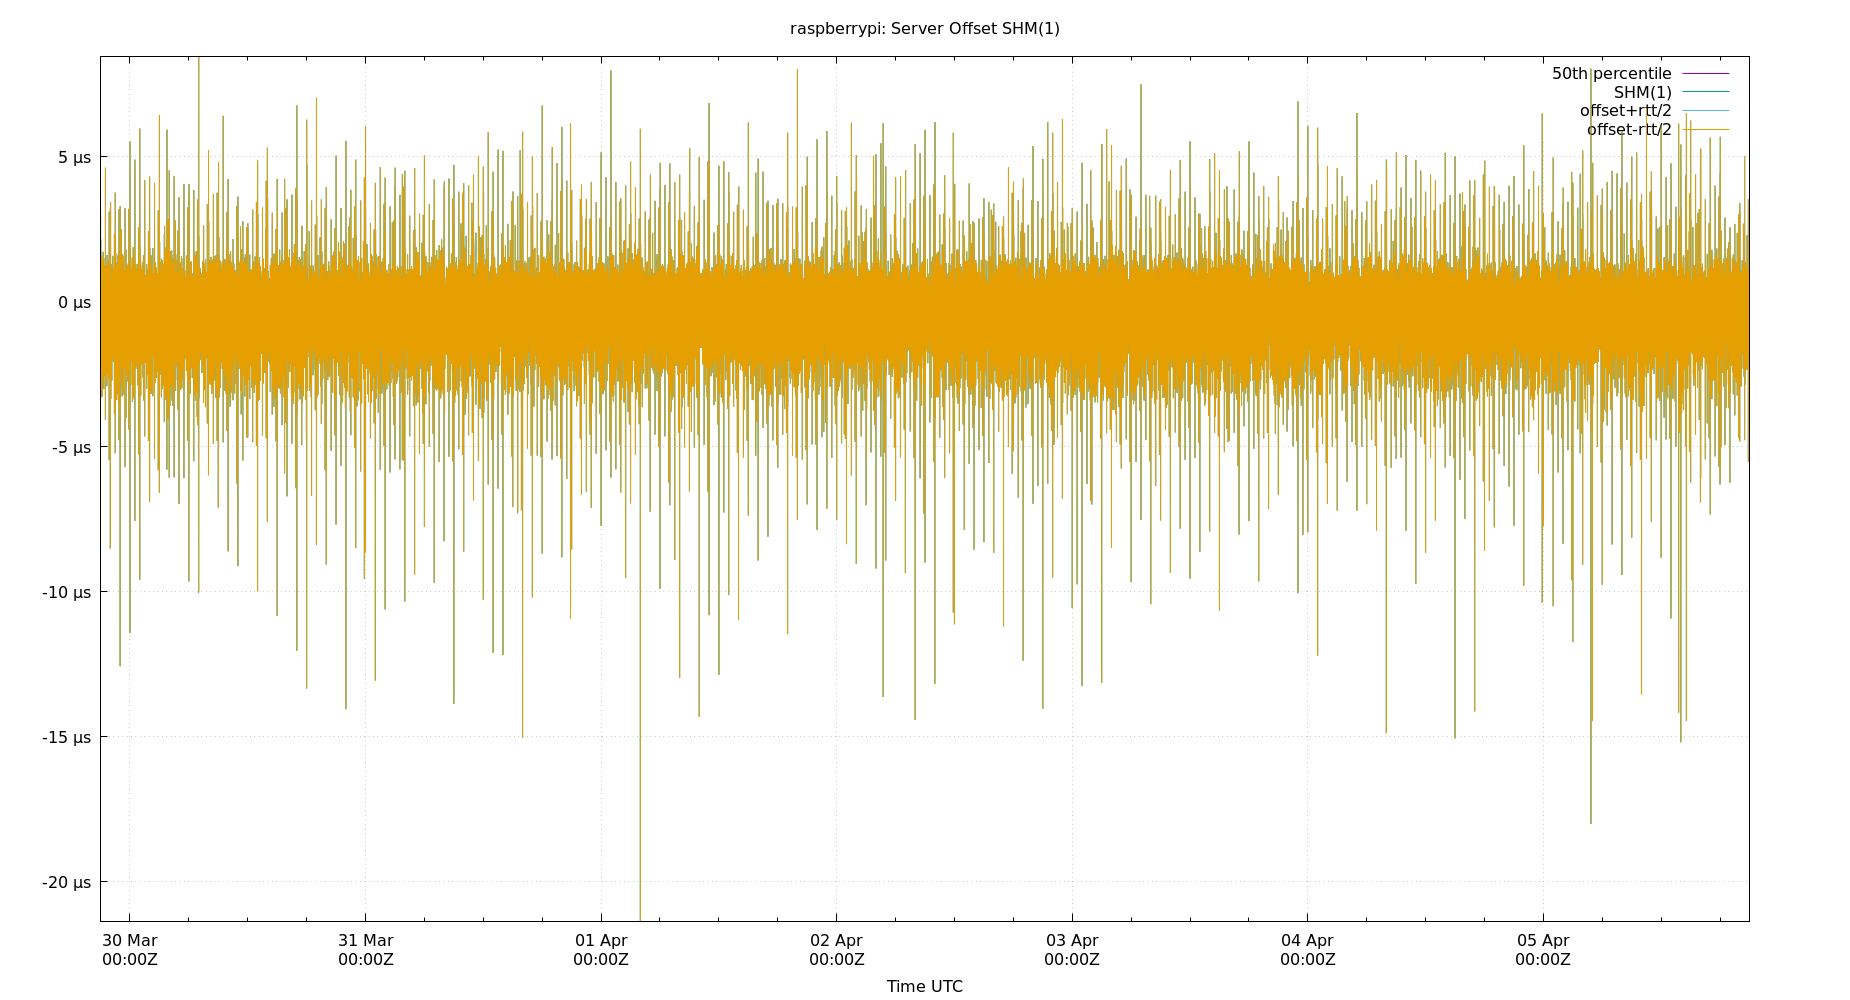 raspberrypi: Server Offset SHM(1)
50th percentile
SHM(1)
offset+rtt/2
offset-rtt/2
5 µs
0 µs
-5 µs
-10 µs
-15 µs
-20 µs
30 Mar 31 Mar 01 Apr 02 Apr 03 Apr 04 Apr 05 Apr
00:00Z 00:00Z 00:00Z 00:00Z 00:00Z 00:00Z 00:00Z
Time UTC